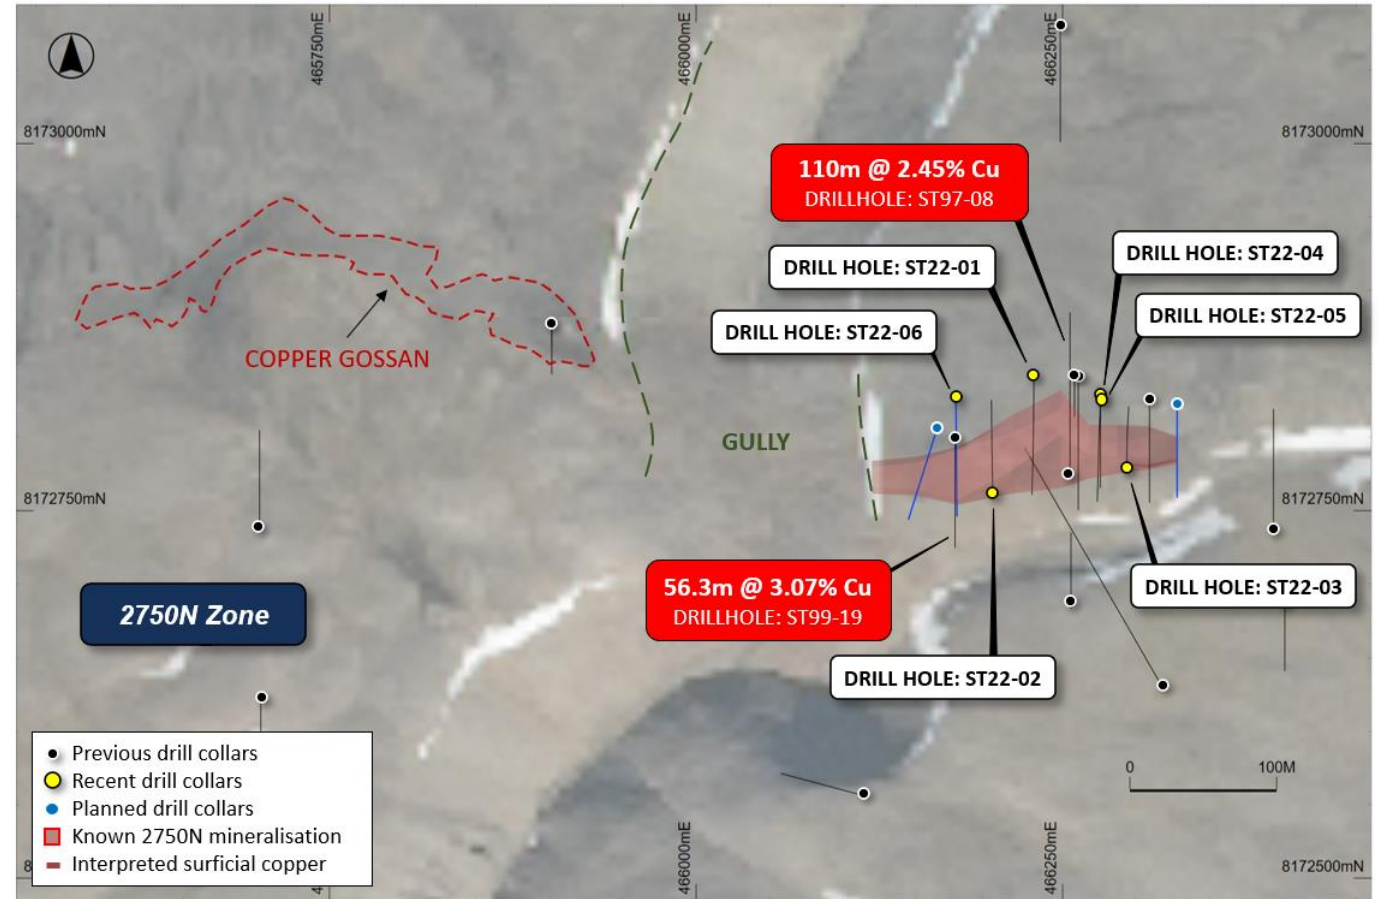 465750mE
466000mE
466250mE
8173000mN
8173000mN
110m @ 2.45% Cu
DRILLHOLE: ST97-08
DRILL HOLE: ST22-04
DRILL HOLE: ST22-01
DRILL HOLE: ST22-05
DRILL HOLE: ST22-06
COPPER GOSSAN
GULLY
8172750mN
8172750mN
56.3m @ 3.07% Cu
DRILLHOLE: ST99-19
DRILL HOLE: ST22-03
2750N Zone
DRILL HOLE: ST22-02
Previous drill collars
Recent drill collars
Planned drill collars
Known 2750N mineralisation
Interpreted surficial copper
0 100M
466000mE
466250mE
8172500mN